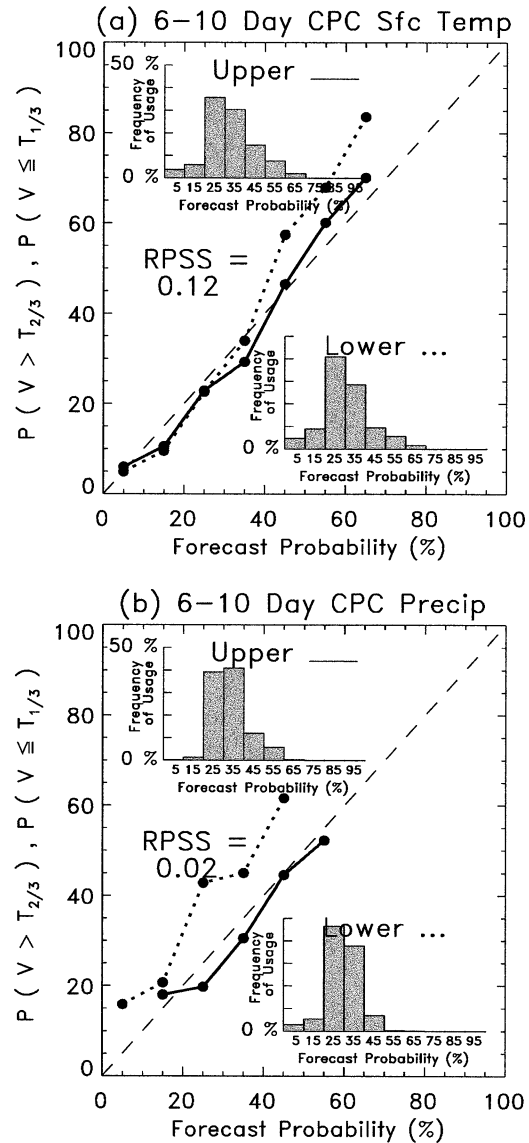 (a) 6-10 Day CPC Sfc Temp
P ( V > T2/3 ) , P ( V ≤ T1/3 )
100
80
60
40
20
0
50 %
0 %
Frequency of Usage
Upper
5 15 25 35 45 55 65 75 85 95
Forecast Probability (%)
RPSS =
0.12
Lower ...
Frequency of Usage
0 %
5 15 25 35 45 55 65 75 85 95
Forecast Probability (%)
0 20 40 60 80 100
Forecast Probability (%)
(b) 6-10 Day CPC Precip
P ( V > T2/3 ) , P ( V ≤ T1/3 )
100
80
60
40
20
0
50 %
0 %
Frequency of Usage
Upper
5 15 25 35 45 55 65 75 85 95
Forecast Probability (%)
RPSS =
0.02
Lower ...
Frequency of Usage
0 %
5 15 25 35 45 55 65 75 85 95
Forecast Probability (%)
0 20 40 60 80 100
Forecast Probability (%)